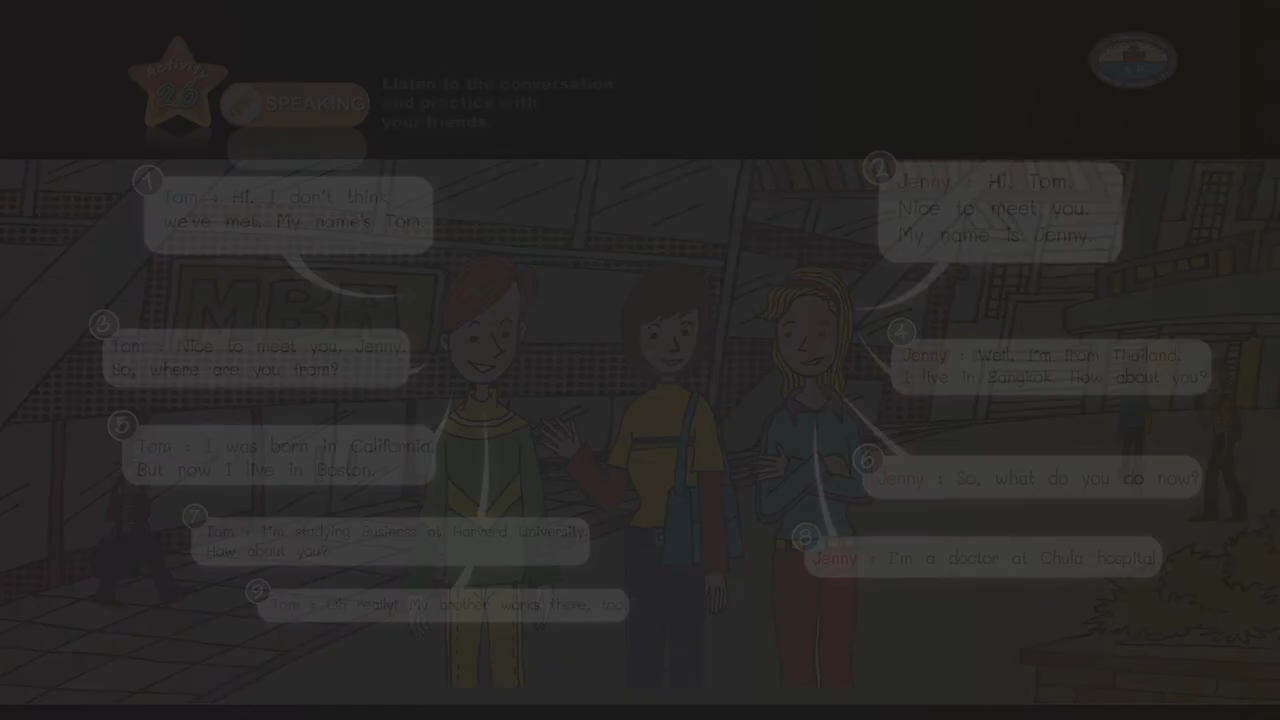 Activity
2.5
SPEAKING
Listen to the conversation
and practice with
your friends.
1
Tom : Hi. I don't think
we've met. My name's Tom.
2
Jenny : Hi, Tom.
Nice to meet you.
My name is Jenny.
3
Tom : Nice to meet you, Jenny.
So, where are you from?
4
Jenny : Well, I'm from Thailand.
I live in Bangkok. How about you?
5
Tom : I was born in California.
But now I live in Boston.
6
Jenny : So, what do you do now?
7
Tom : I'm studying Business at Harvard University.
How about you?
8
Jenny : I'm a doctor at Chula hospital.
9
Tom : Oh really! My brother works there, too.